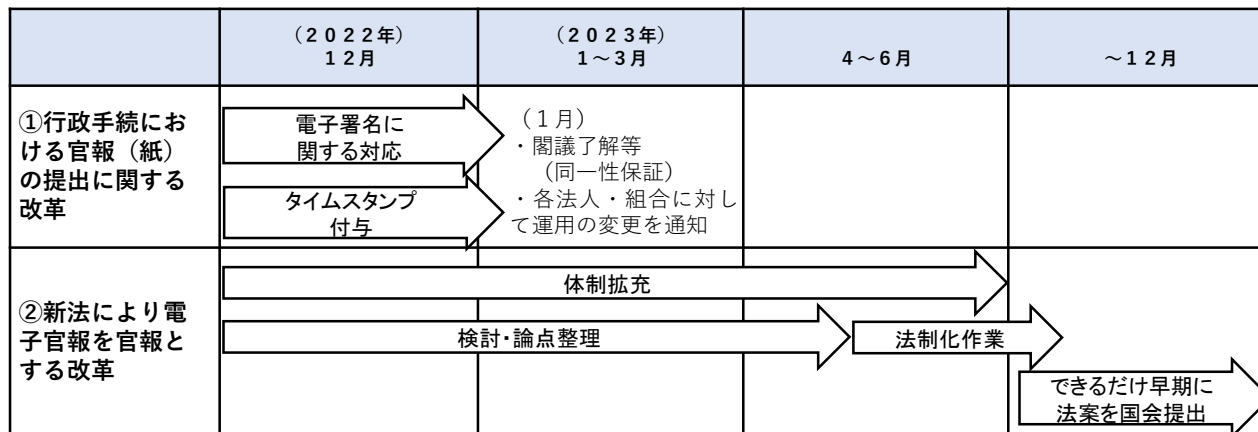 （２０２２年）
１２月
（２０２３年）
１～３月
４～６月
～１２月
①行政手続にお
ける官報（紙）
の提出に関する
改革
電子署名に
関する対応
タイムスタンプ
付与
（１月）
・閣議了解等
（同一性保証）
・各法人・組合に対し
て運用の変更を通知
②新法により電
子官報を官報と
する改革
体制拡充
検討・論点整理
法制化作業
できるだけ早期に
法案を国会提出